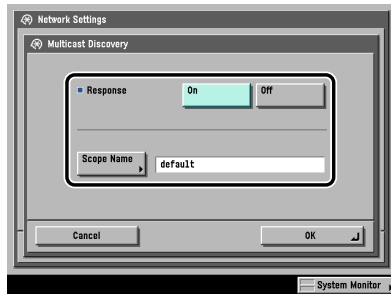 Network Settings
Multicast Discovery
Response On Off
Scope Name default
Cancel OK
System Monitor